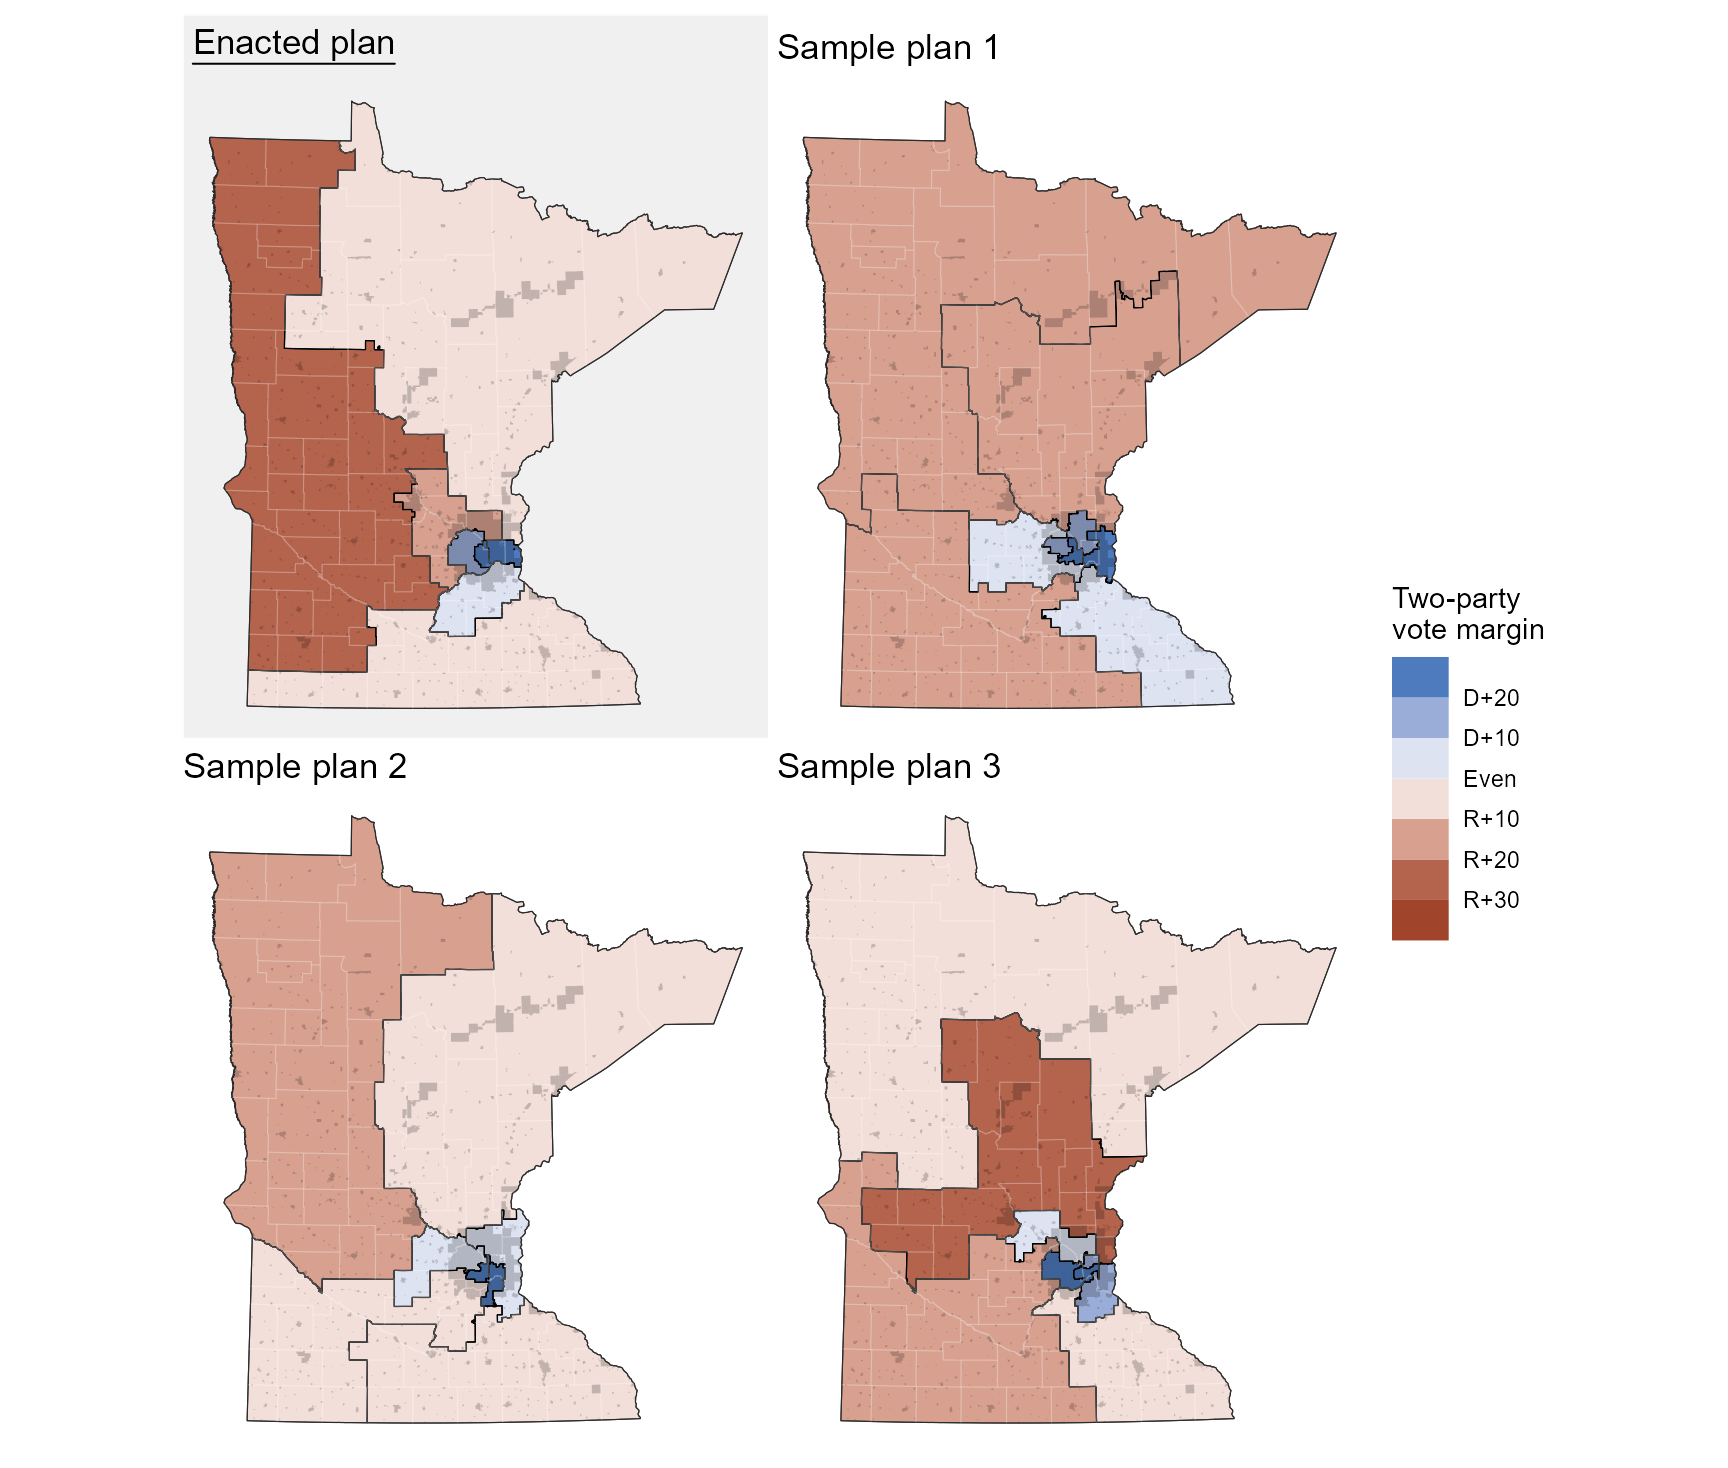 Enacted plan
Sample plan 1
Sample plan 2
Sample plan 3
Two-party
vote margin
D+20
D+10
Even
R+10
R+20
R+30